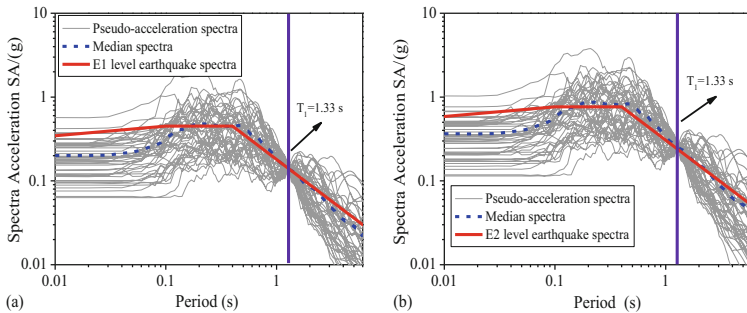 10
1
0.1
0.01
Spectra Acceleration SA/(g)
Pseudo-acceleration spectra
Median spectra
E1 level earthquake spectra
T1=1.33 s
0.01
0.1
1
Period (s)
(a)
10
1
0.1
0.01
Spectra Acceleration SA/(g)
T1=1.33 s
Pseudo-acceleration spectra
Median spectra
E2 level earthquake spectra
0.01
0.1
1
Period (s)
(b)